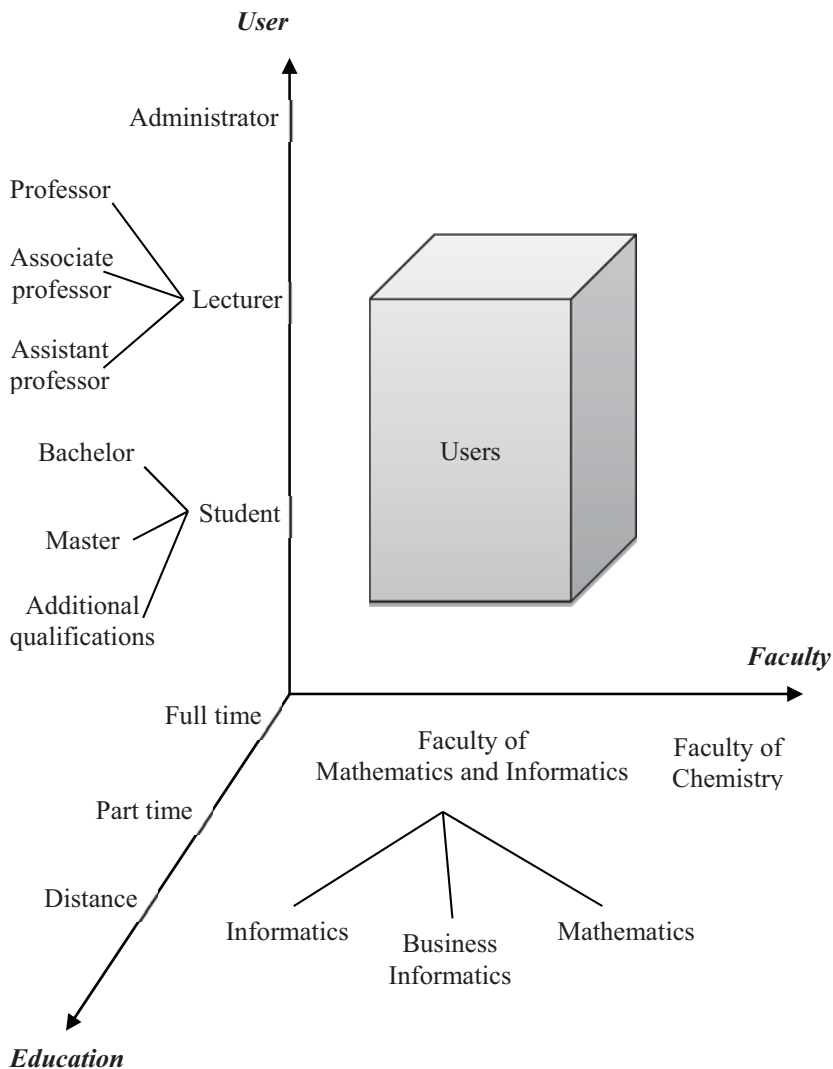 User
Administrator
Professor
Associate
professor
Lecturer
Assistant
professor
Bachelor
Student
Master
Additional
qualifications
Users
Faculty
Full time
Faculty of
Mathematics and Informatics
Faculty of
Chemistry
Part time
Distance
Informatics
Business
Informatics
Mathematics
Education